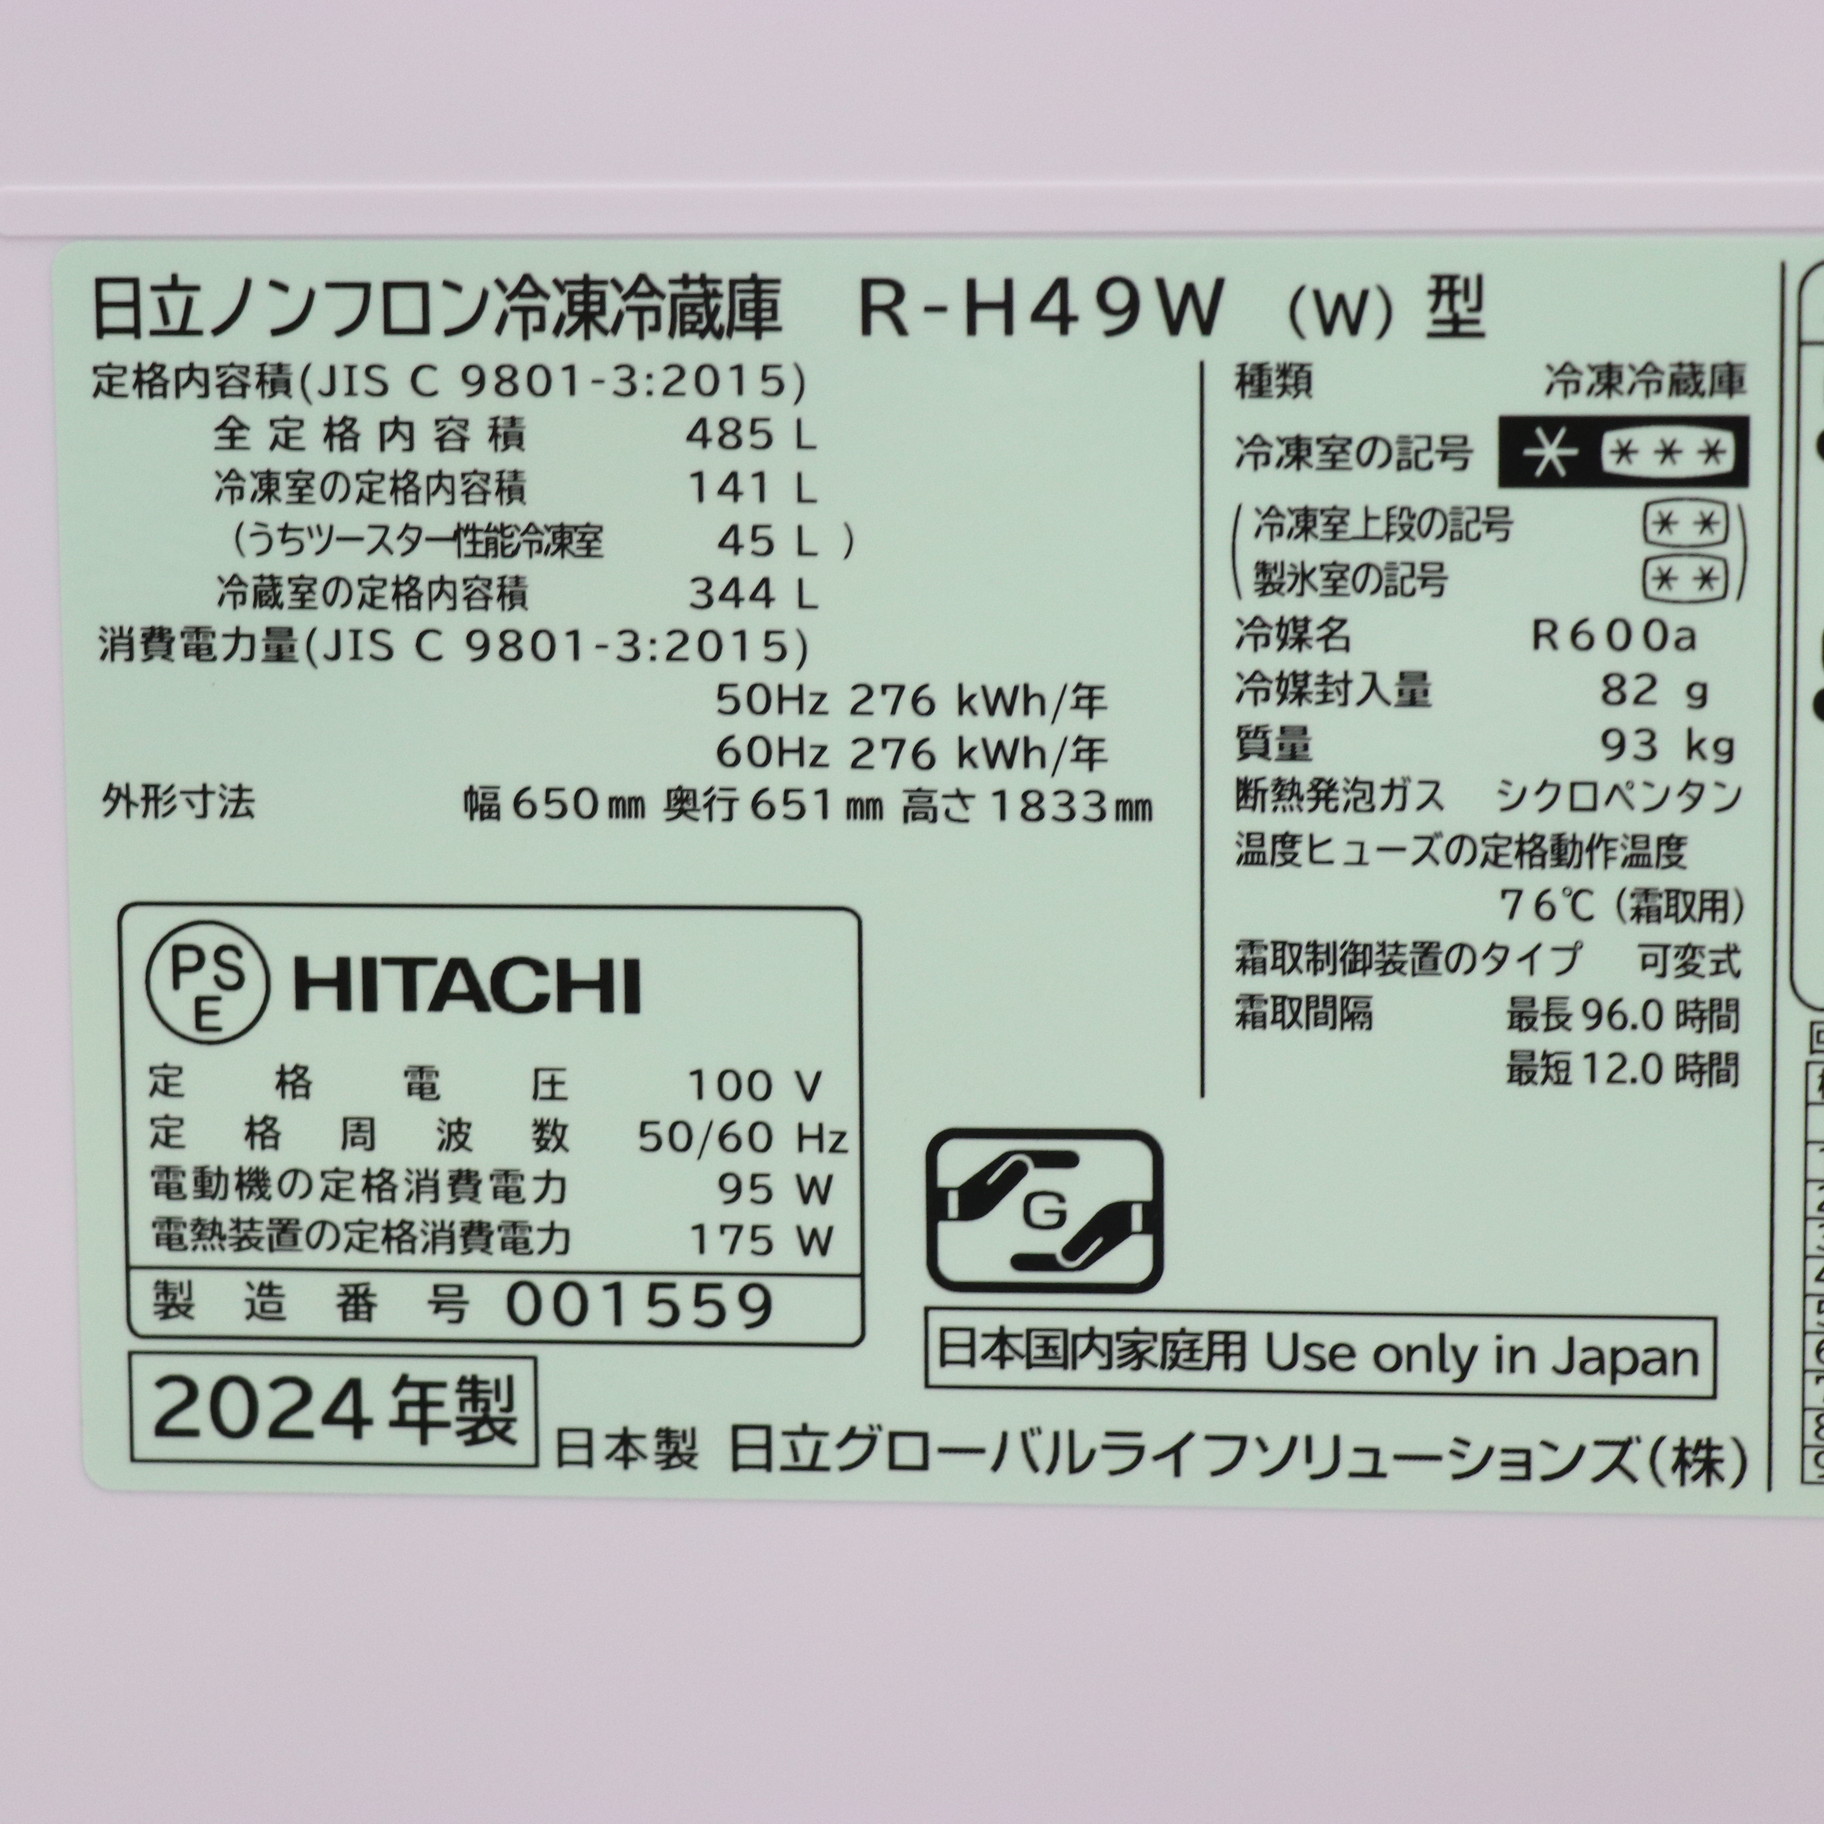 日立ノンフロン冷凍冷蔵庫 R-H49W (W) 型
定格内容積(JIS C 9801-3:2015)
全定格内容積 485 L
冷凍室の定格内容積 141 L
(うちツースター性能冷凍室 45 L )
冷蔵室の定格内容積 344 L
消費電力量(JIS C 9801-3:2015)
50Hz 276 kWh/年
60Hz 276 kWh/年
外形寸法 幅650㎜ 奥行651㎜ 高さ1833㎜
種類 冷凍冷蔵庫
冷凍室の記号 * ***
(冷凍室上段の記号 **
製氷室の記号 **)
冷媒名 R600a
冷媒封入量 82 g
質量 93 kg
断熱発泡ガス シクロペンタン
温度ヒューズの定格動作温度
76℃ (霜取用)
霜取制御装置のタイプ 可変式
霜取間隔 最長96.0時間
最短12.0時間
PSE HITACHI
定格電圧 100 V
定格周波数 50/60 Hz
電動機の定格消費電力 95 W
電熱装置の定格消費電力 175 W
製造番号 001559
G
日本国内家庭用 Use only in Japan
2024年製
日本製 日立グローバルライフソリューションズ(株)